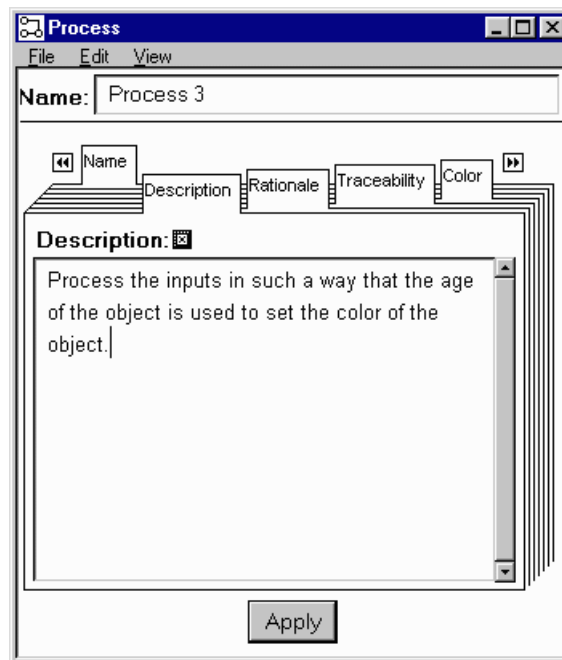 Process
File Edit View
Name: Process 3
Name
Description Rationale Traceability Color
Description:
Process the inputs in such a way that the age
of the object is used to set the color of the
object.
Apply